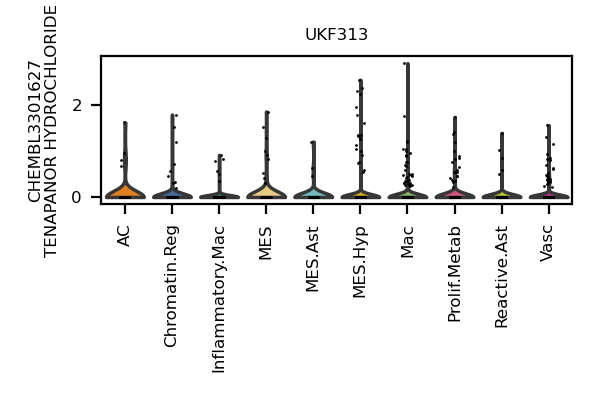 UKF313
CHEMBL3301627
TENAPANOR HYDROCHLORIDE
2
0
AC
Chromatin.Reg
Inflammatory.Mac
MES
MES.Ast
MES.Hyp
Mac
Prolif.Metab
Reactive.Ast
Vasc